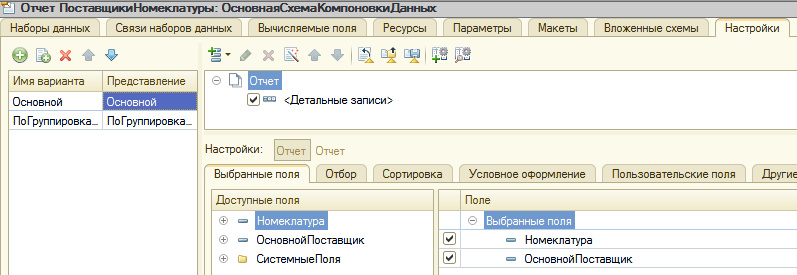 Отчет ПоставщикиНоменклатуры: ОсновнаяСхемаКомпоновкиДанных
Наборы данных Связи наборов данных Вычисляемые поля Ресурсы Параметры Макеты Вложенные схемы Настройки
Имя варианта Представление
Основной Основной
ПоГруппировка... ПоГруппировка...
Отчет
<Детальные записи>
Настройки: Отчет Отчет
Выбранные поля Отбор Сортировка Условное оформление Пользовательские поля Другие
Доступные поля
Номеклатура
ОсновнойПоставщик
СистемныеПоля
Поле
Выбранные поля
Номеклатура
ОсновнойПоставщик